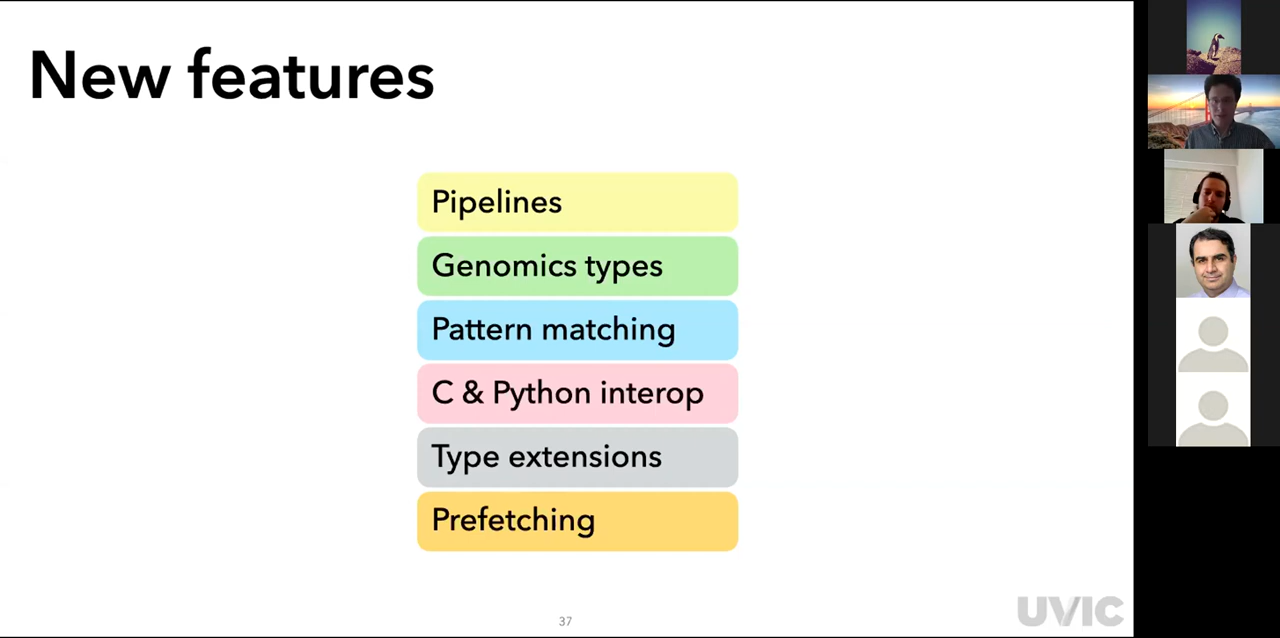 New features
Pipelines
Genomics types
Pattern matching
C & Python interop
Type extensions
Prefetching
37
UVIC